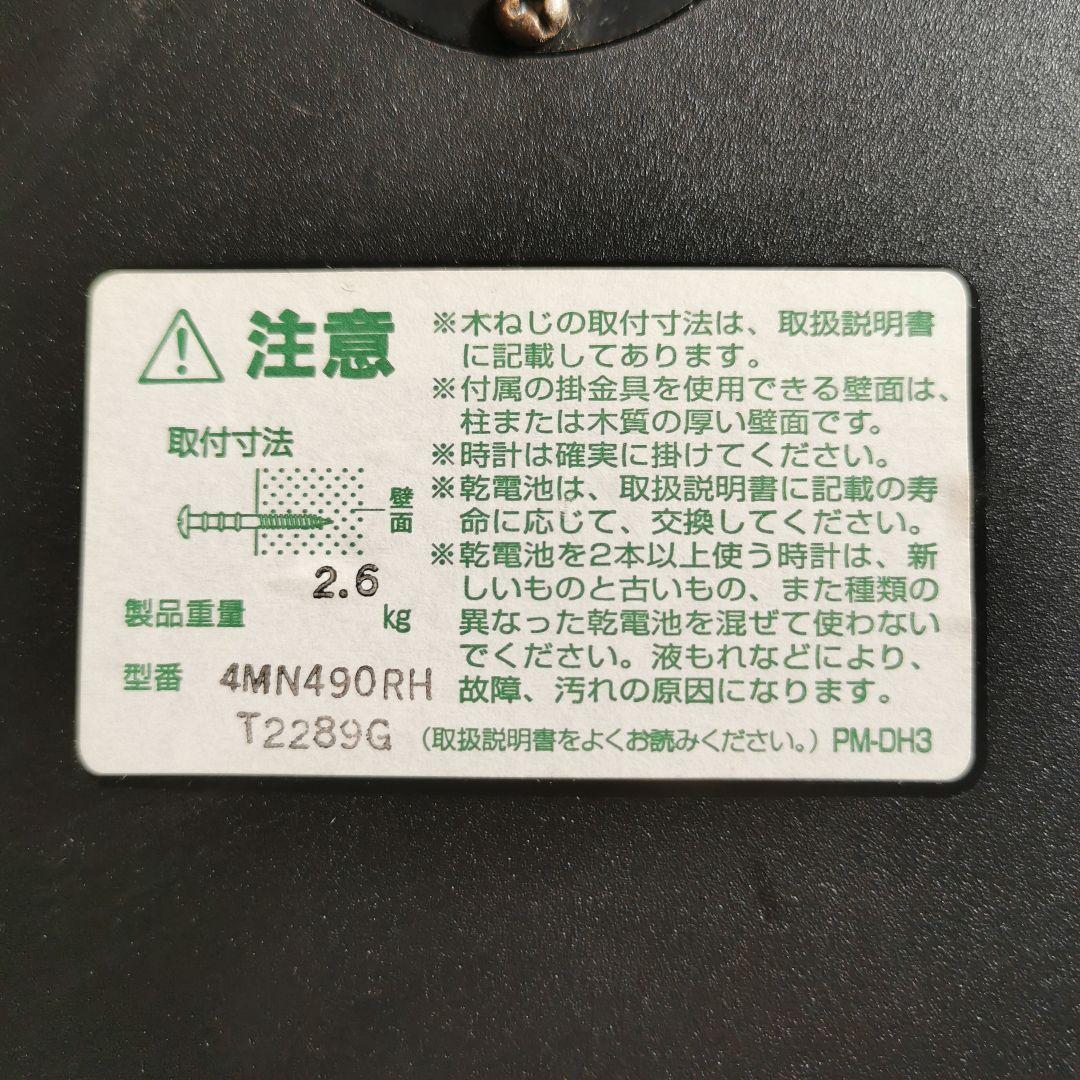 注意
取付寸法
壁面
製品重量 2.6 kg
型番 4MN490RH
T2289G
※木ねじの取付寸法は、取扱説明書
に記載してあります。
※付属の掛金具を使用できる壁面は、
柱または木質の厚い壁面です。
※時計は確実に掛けてください。
※乾電池は、取扱説明書に記載の寿
命に応じて、交換してください。
※乾電池を2本以上使う時計は、新
しいものと古いもの、また種類の
異なった乾電池を混ぜて使わない
でください。液もれなどにより、
故障、汚れの原因になります。
（取扱説明書をよくお読みください。）PM-DH3